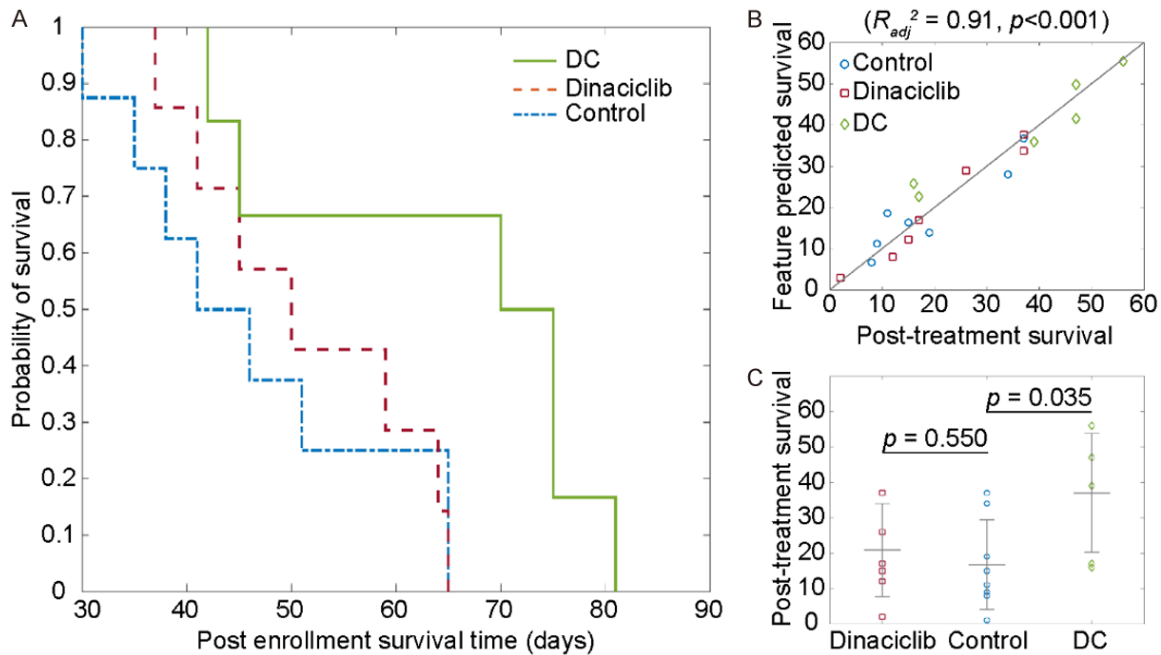 A
1
0.9
0.8
0.7
0.6
0.5
0.4
0.3
0.2
0.1
0
30 40 50 60 70 80 90
Probability of survival
Post enrollment survival time (days)
DC
Dinaciclib
Control
B
(Radj² = 0.91, p<0.001)
60
50
40
30
20
10
0
0 10 20 30 40 50 60
Feature predicted survival
Post-treatment survival
Control
Dinaciclib
DC
C
60
50
40
30
20
10
0
Post-treatment survival
p = 0.550
p = 0.035
Dinaciclib Control DC